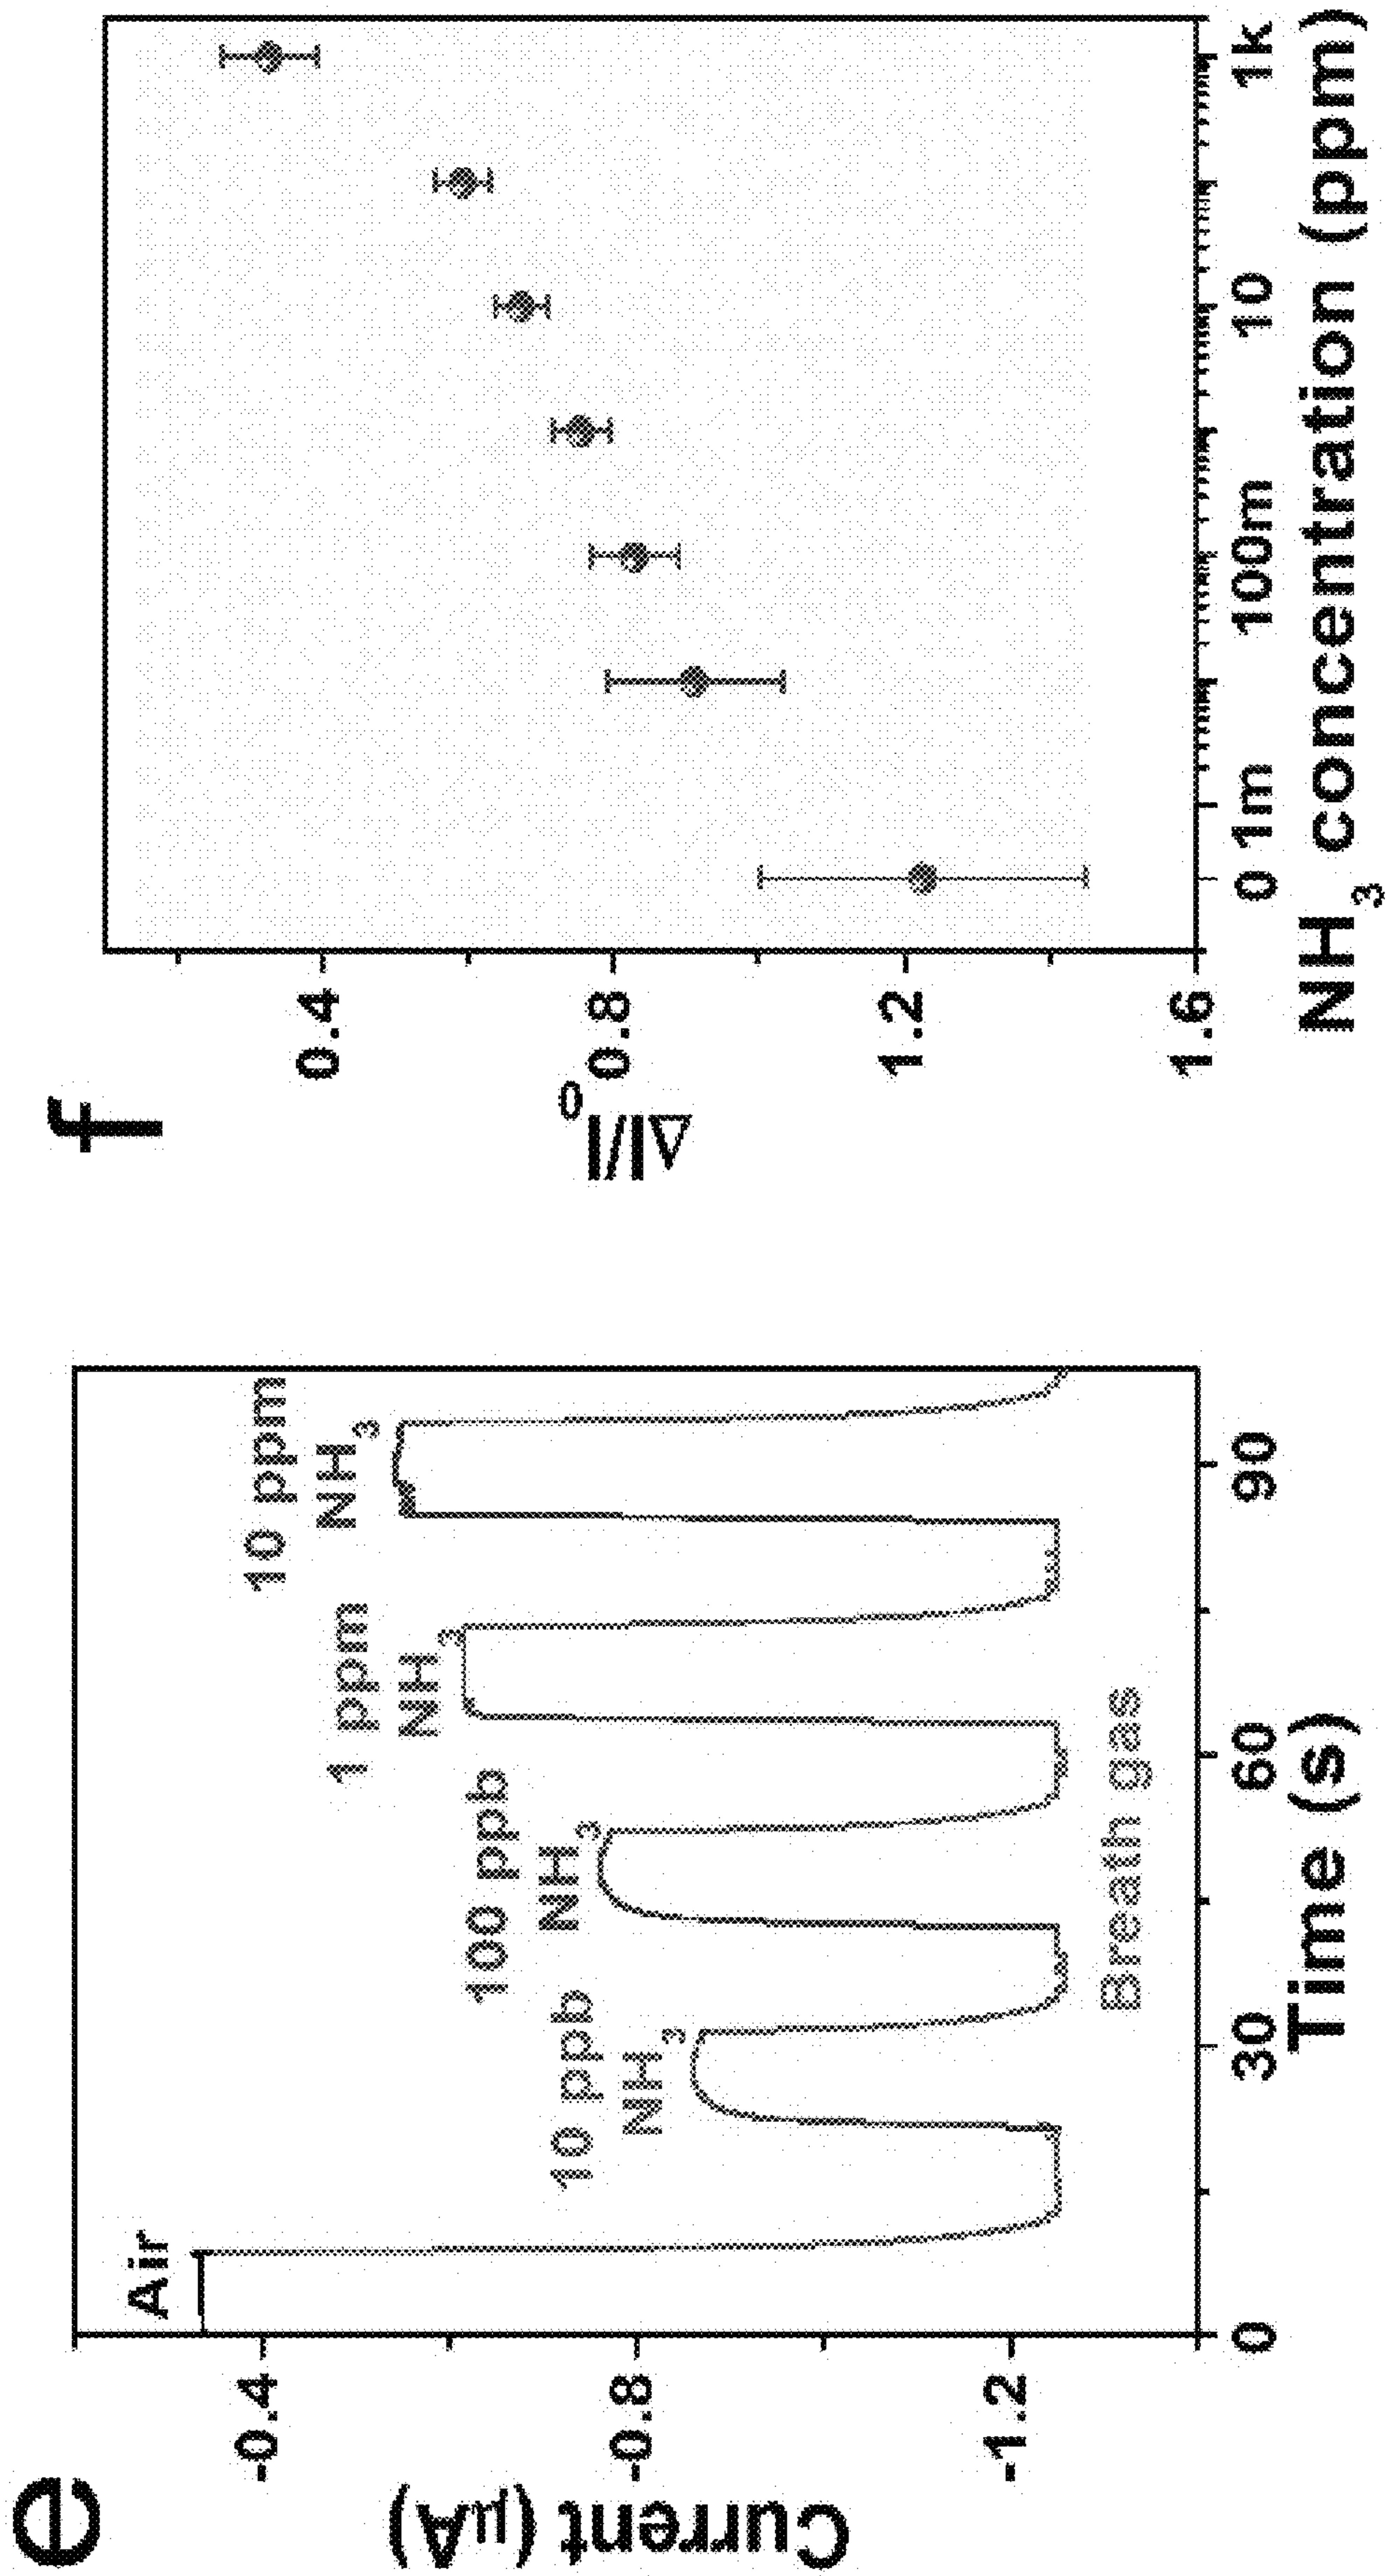 e
Current (μA)
-0.4
-0.8
-1.2
Air
10 ppb
NH3
100 ppb
NH3
1 ppm
NH3
10 ppm
NH3
Breath gas
0
30
60
90
Time (s)
f
ΔI/I0
0.4
0.8
1.2
1.6
0
1m
100m
10
1k
NH3 concentration (ppm)